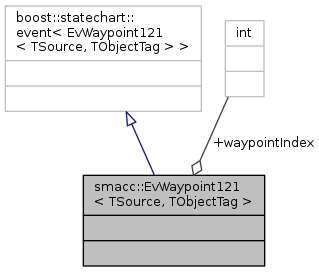 boost::statechart::
event< EvWaypoint121
< TSource, TObjectTag > >
int
+waypointIndex
smacc::EvWaypoint121
< TSource, TObjectTag >